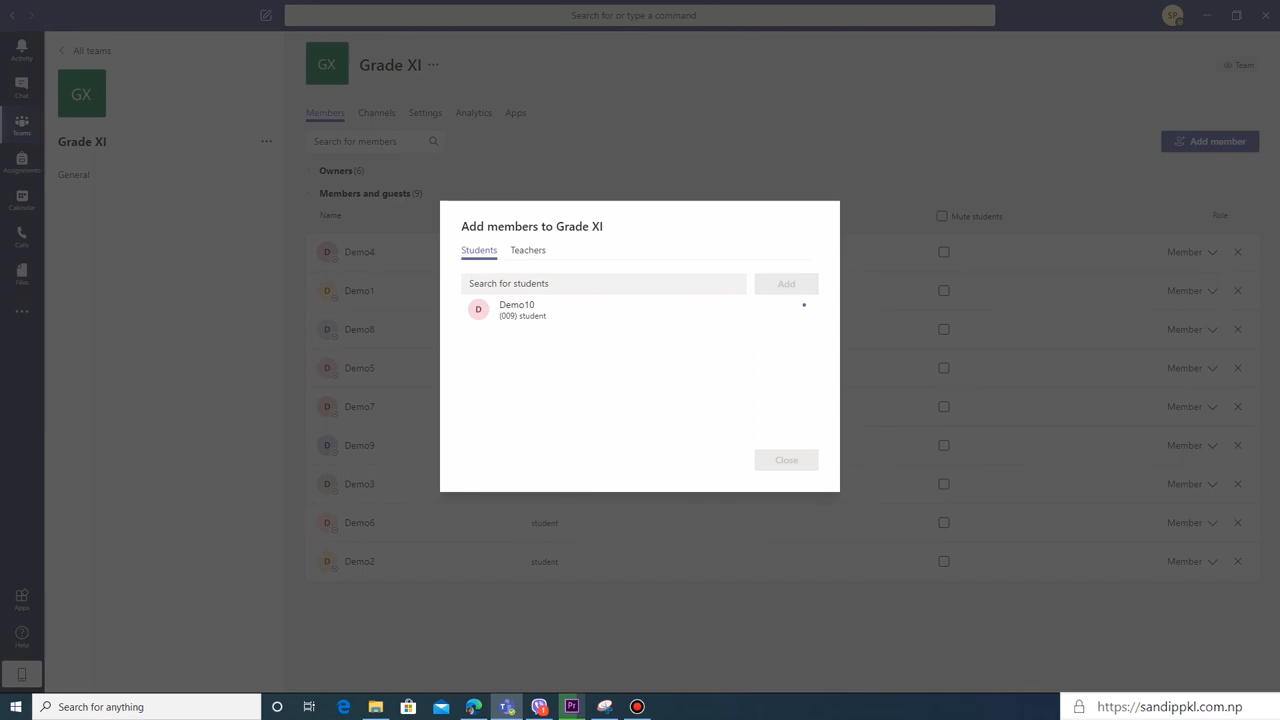 Search for or type a command
SP
Activity
Chat
Teams
Assignments
Calendar
Calls
Files
Apps
Help
All teams
GX
Grade XI
General
GX
Grade XI
Team
Members Channels Settings Analytics Apps
Search for members
Add member
Owners (6)
Members and guests (9)
Name
Mute students
Role
D Demo4 Member
D Demo1 Member
D Demo8 Member
D Demo5 Member
D Demo7 Member
D Demo9 Member
D Demo3 Member
D Demo6 student Member
D Demo2 student Member
Add members to Grade XI
Students Teachers
Search for students
Add
D
Demo10
(009) student
Close
Search for anything
Pr
https://sandippkl.com.np